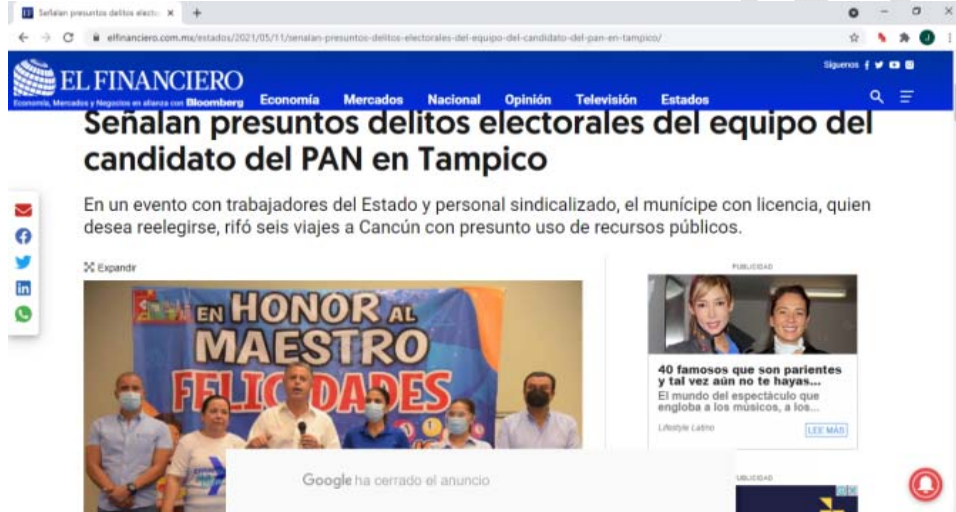 Señalan presuntos delitos elect
elfinanciero.com.mx/estados/2021/05/11/senalan-presuntos-delitos-electorales-del-equipo-del-candidato-del-pan-en-tampico/
Síguenos
EL FINANCIERO
Economía, Mercados y Negocios en alianza con Bloomberg
Economía Mercados Nacional Opinión Televisión Estados
Señalan presuntos delitos electorales del equipo del
candidato del PAN en Tampico
En un evento con trabajadores del Estado y personal sindicalizado, el munícipe con licencia, quien
desea reelegirse, rifó seis viajes a Cancún con presunto uso de recursos públicos.
Expandir
EN HONOR AL
MAESTRO
FELICIDADES
PUBLICIDAD
40 famosos que son parientes
y tal vez aún no te hayas...
El mundo del espectáculo que
engloba a los músicos, a los...
Lifestyle Latino
LEE MÁS
PUBLICIDAD
Google ha cerrado el anuncio